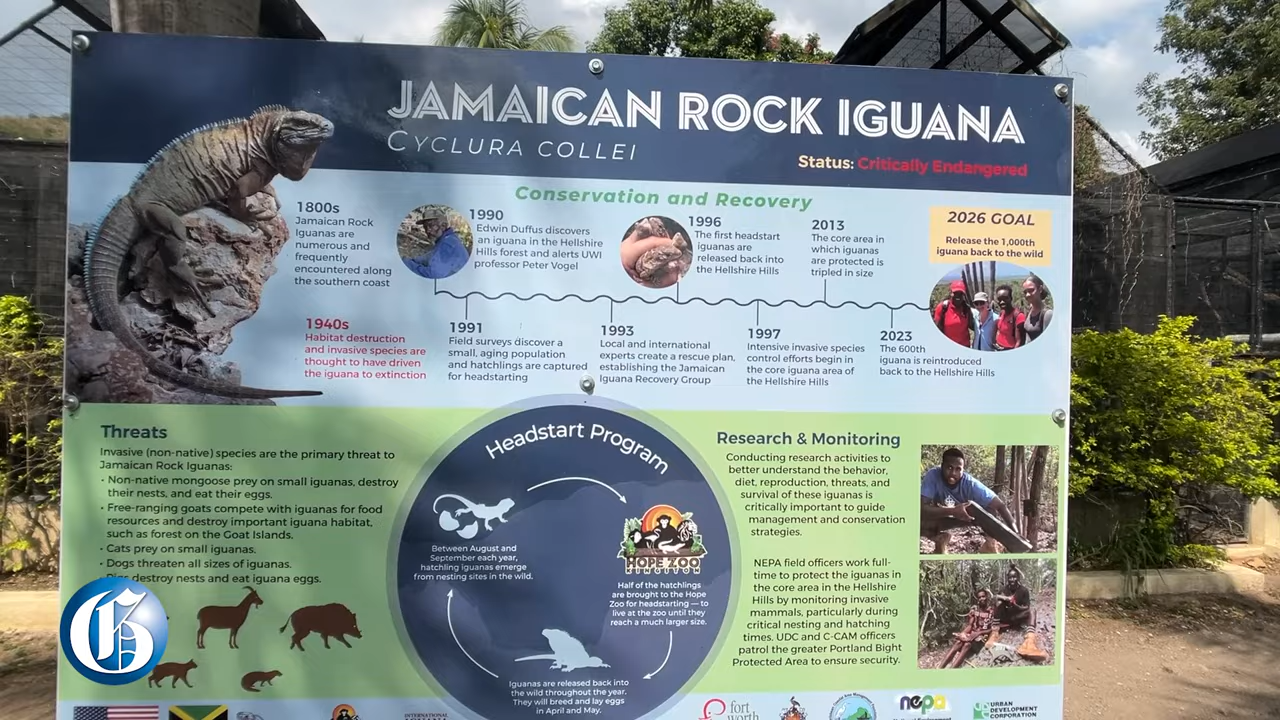 JAMAICAN ROCK IGUANA
CYCLURA COLLEI
Status: Critically Endangered
Conservation and Recovery
1800s
Jamaican Rock
Iguanas are
numerous and
frequently
encountered along
the southern coast
1990
Edwin Duffus discovers
an iguana in the Hellshire
Hills forest and alerts UWI
professor Peter Vogel
1996
The first headstart
iguanas are
released back into
the Hellshire Hills
2013
The core area in
which iguanas
are protected is
tripled in size
2026 GOAL
Release the 1,000th
iguana back to the wild
1940s
Habitat destruction
and invasive species are
thought to have driven
the iguana to extinction
1991
Field surveys discover a
small, aging population
and hatchlings are captured
for headstarting
1993
Local and international
experts create a rescue plan,
establishing the Jamaican
Iguana Recovery Group
1997
Intensive invasive species
control efforts begin in
the core iguana area of
the Hellshire Hills
2023
The 600th
iguana is reintroduced
back to the Hellshire Hills
Threats
Invasive (non-native) species are the primary threat to
Jamaican Rock Iguanas:
• Non-native mongoose prey on small iguanas, destroy
their nests, and eat their eggs.
• Free-ranging goats compete with iguanas for food
resources and destroy important iguana habitat,
such as forest on the Goat Islands.
• Cats prey on small iguanas.
• Dogs threaten all sizes of iguanas.
Pigs destroy nests and eat iguana eggs.
G
Headstart Program
Between August and
September each year,
hatchling iguanas emerge
from nesting sites in the wild.
HOPE ZOO
KINGSTON
Half of the hatchlings
are brought to the Hope
Zoo for headstarting — to
live at the zoo until they
reach a much larger size.
Iguanas are released back into
the wild throughout the year.
They will breed and lay eggs
in April and May.
Research & Monitoring
Conducting research activities to
better understand the behavior,
diet, reproduction, threats, and
survival of these iguanas is
critically important to guide
management and conservation
strategies.
NEPA field officers work full-
time to protect the iguanas in
the core area in the Hellshire
Hills by monitoring invasive
mammals, particularly during
critical nesting and hatching
times. UDC and C-CAM officers
patrol the greater Portland Bight
Protected Area to ensure security.
INTERNATIONAL
fort
worth
nepa
URBAN
DEVELOPMENT
CORPORATION